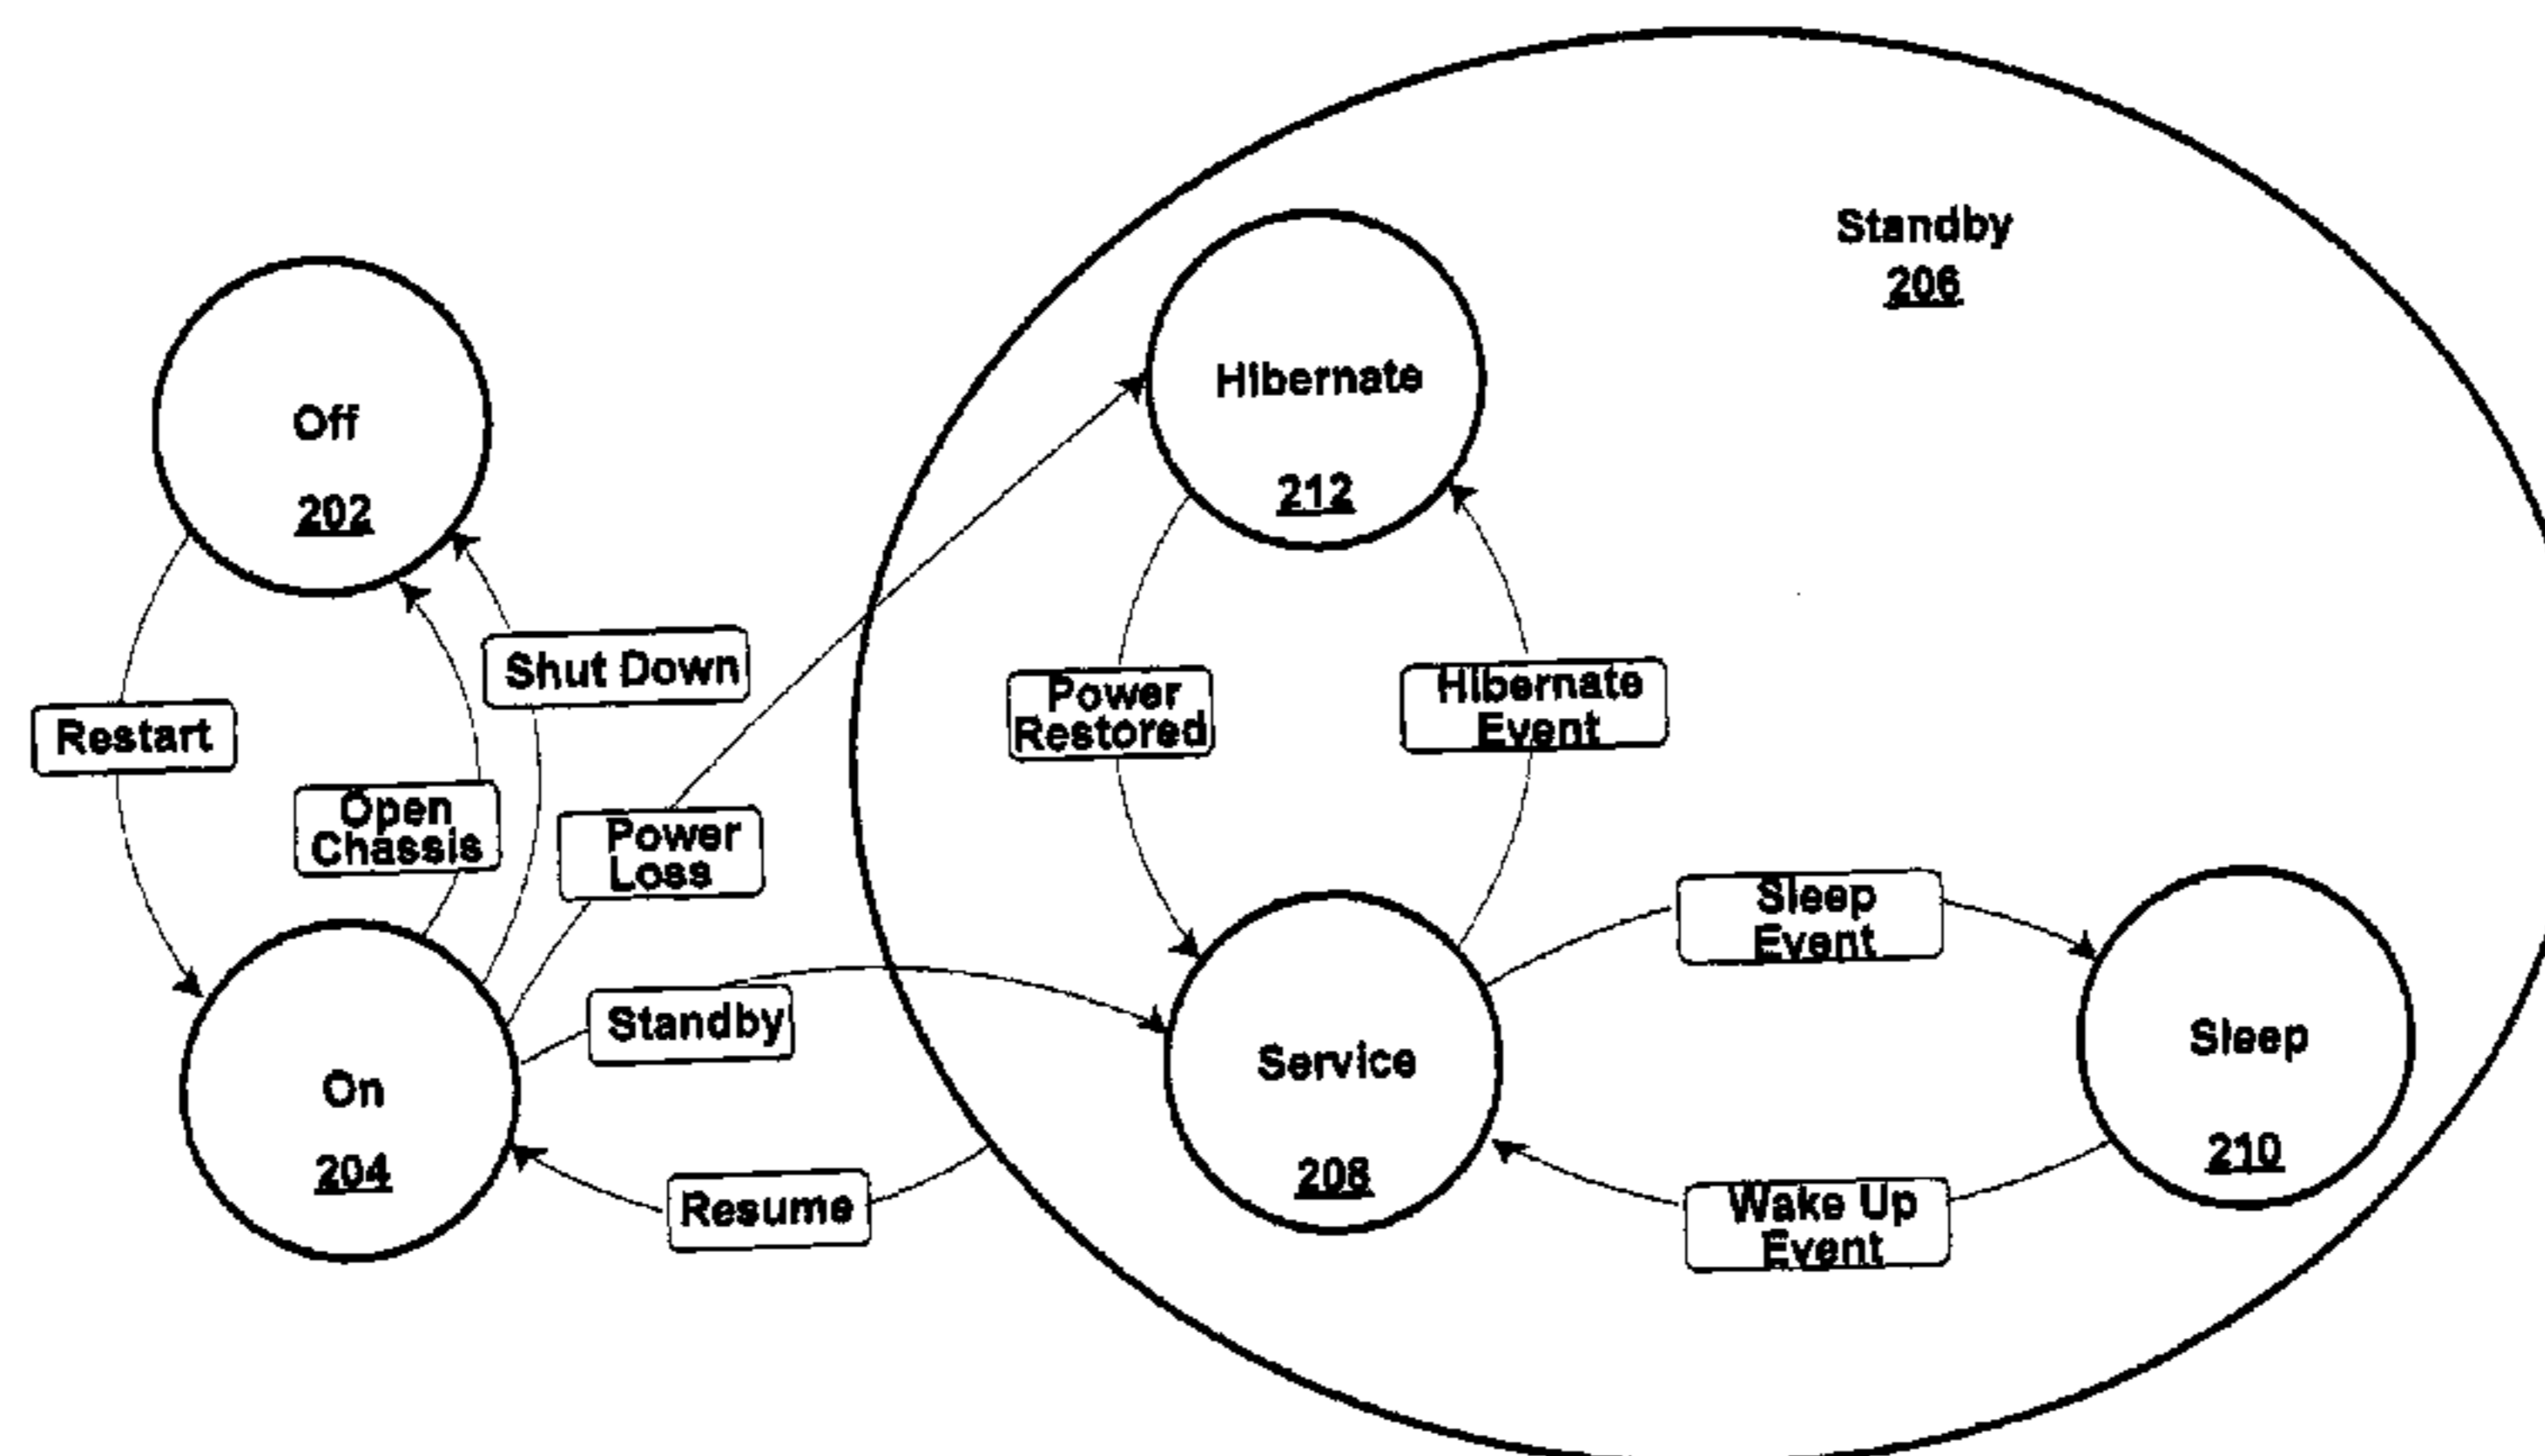 Standby
206
Hibernate
212
Off
202
Shut Down
Restart
Power
Restored
Hibernate
Event
Open
Chassis
Power
Loss
Sleep
Event
Standby
Service
208
Sleep
210
On
204
Resume
Wake Up
Event